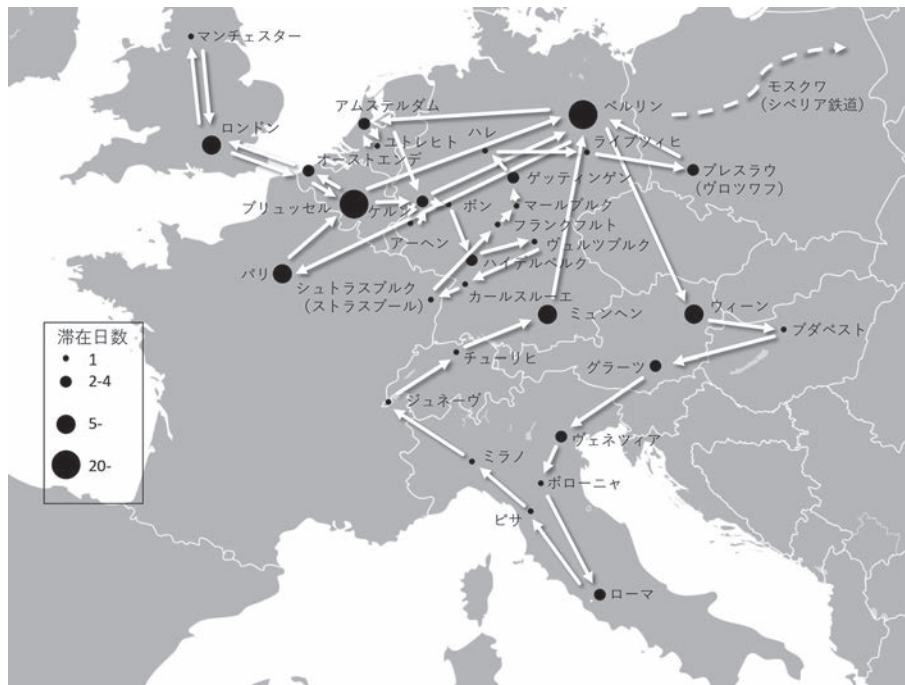 マンチェスター
モスクワ
(シベリア鉄道)
アムステルダム
ベルリン
ロンドン
ハレ
ユトレヒト
ライプツィヒ
オーストエンデ
ブレスラウ
(ヴロツワフ)
ゲッティンゲン
ブリュッセル
ケルン
ボン
マールブルク
フランクフルト
アーヘン
ヴュルツブルク
ハイデルベルク
パリ
シュトラスブルク
(ストラスブール)
カールスルーエ
ミュンヘン
ウィーン
ブダペスト
滞在日数
1
2-4
5-
20-
チューリヒ
グラーツ
ジュネーヴ
ヴェネツィア
ミラノ
ボローニャ
ピサ
ローマ